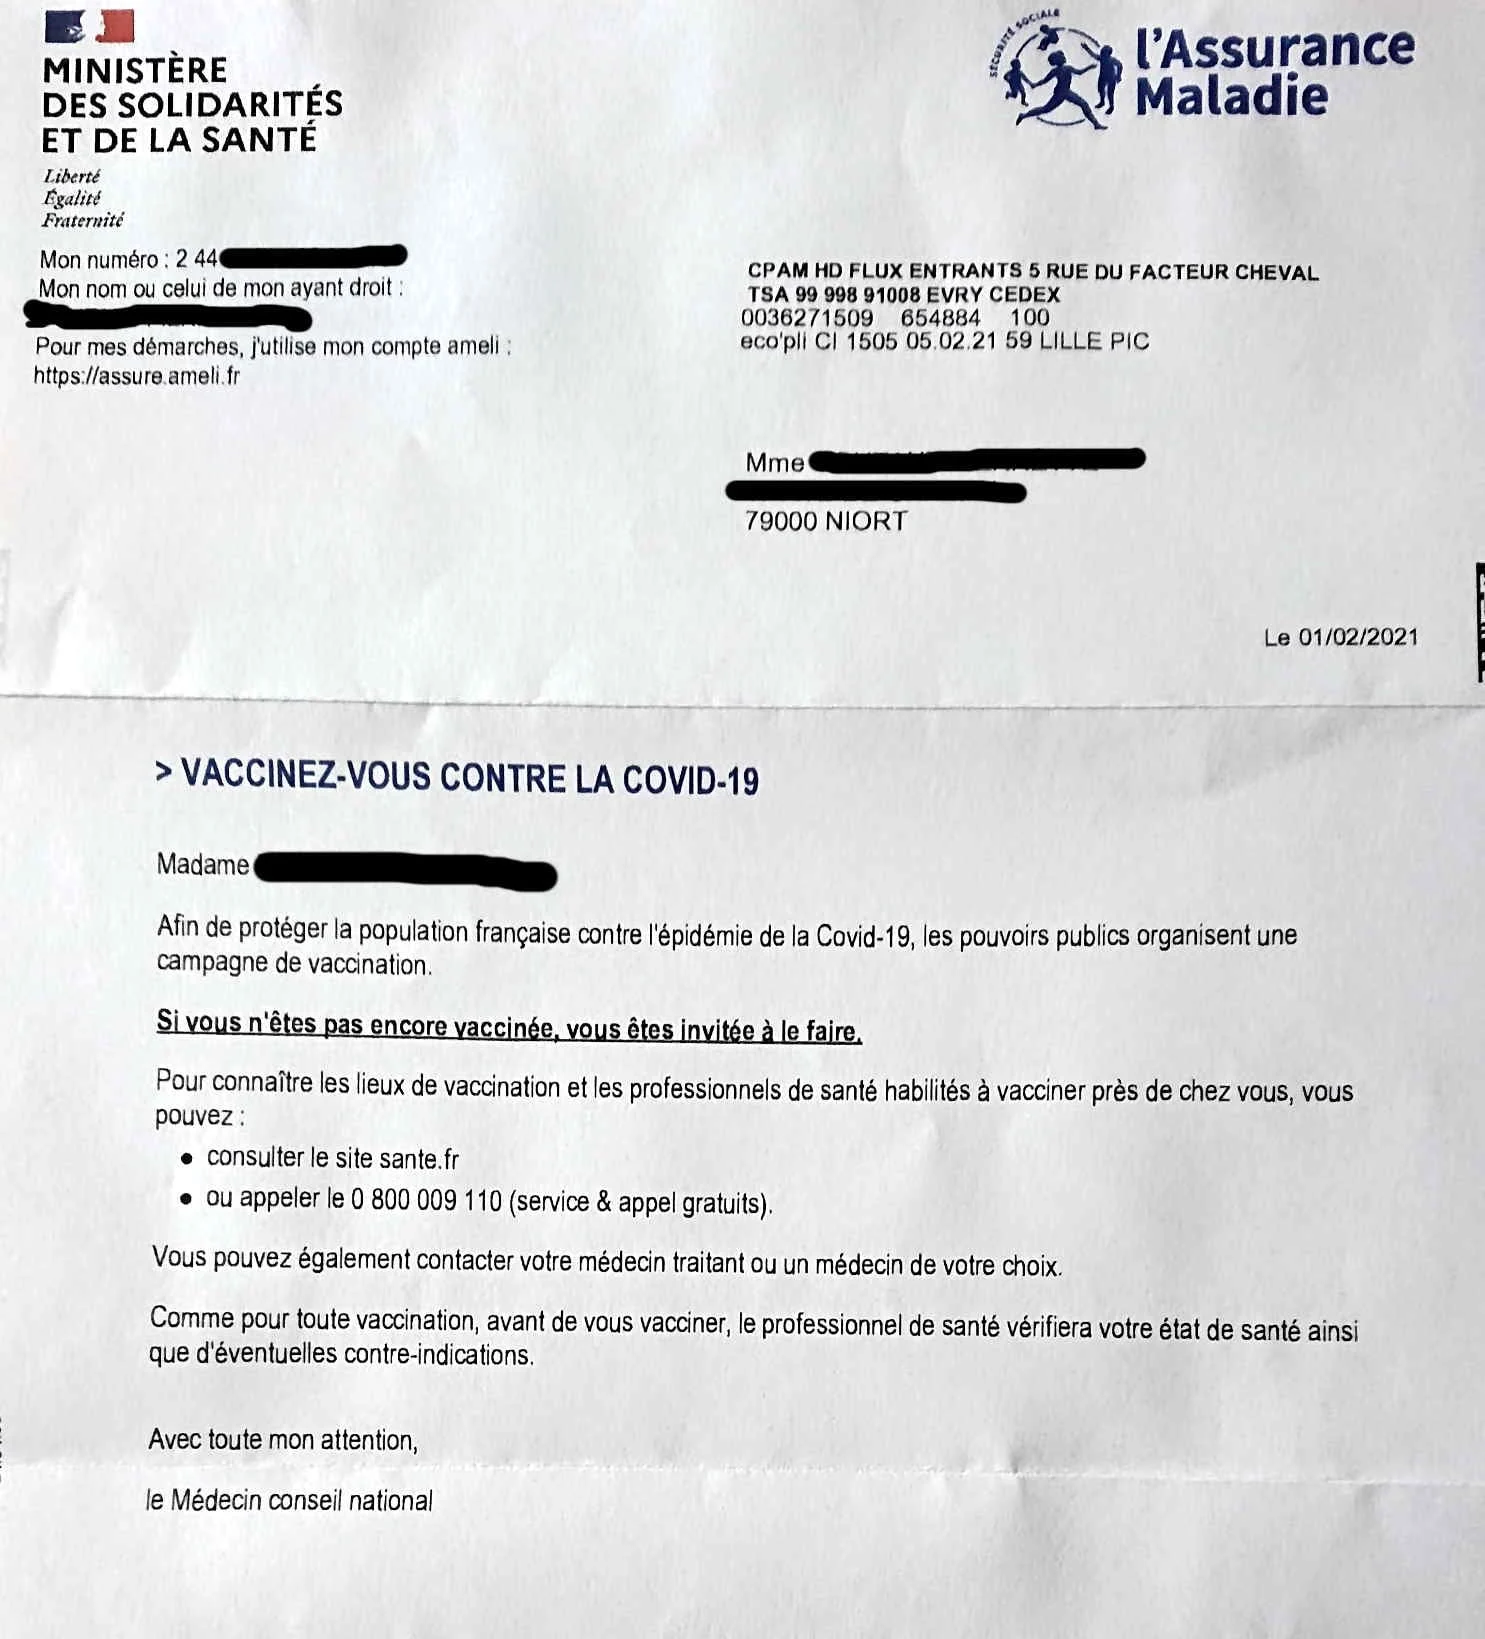 MINISTÈRE
DES SOLIDARITÉS
ET DE LA SANTÉ
Liberté
Égalité
Fraternité
SÉCURITÉ SOCIALE
l'Assurance
Maladie
Mon numéro : 2 44
Mon nom ou celui de mon ayant droit :
Pour mes démarches, j'utilise mon compte ameli :
https://assure.ameli.fr
CPAM HD FLUX ENTRANTS 5 RUE DU FACTEUR CHEVAL
TSA 99 998 91008 EVRY CEDEX
0036271509 654884 100
eco'pli CI 1505 05.02.21 59 LILLE PIC
Mme
79000 NIORT
Le 01/02/2021
> VACCINEZ-VOUS CONTRE LA COVID-19
Madame
Afin de protéger la population française contre l'épidémie de la Covid-19, les pouvoirs publics organisent une
campagne de vaccination.
Si vous n'êtes pas encore vaccinée, vous êtes invitée à le faire.
Pour connaître les lieux de vaccination et les professionnels de santé habilités à vacciner près de chez vous, vous
pouvez :
• consulter le site sante.fr
• ou appeler le 0 800 009 110 (service & appel gratuits).
Vous pouvez également contacter votre médecin traitant ou un médecin de votre choix.
Comme pour toute vaccination, avant de vous vacciner, le professionnel de santé vérifiera votre état de santé ainsi
que d'éventuelles contre-indications.
Avec toute mon attention,
le Médecin conseil national